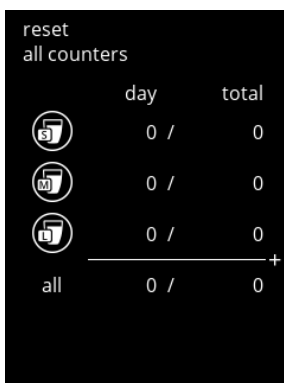 reset
all counters
day total
S 0 / 0
M 0 / 0
L 0 / 0
+
all 0 / 0